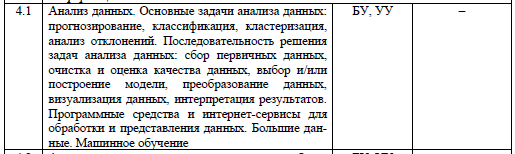 4.1 Анализ данных. Основные задачи анализа данных: БУ, УУ –
прогнозирование, классификация, кластеризация,
анализ отклонений. Последовательность решения
задач анализа данных: сбор первичных данных,
очистка и оценка качества данных, выбор и/или
построение модели, преобразование данных,
визуализация данных, интерпретация результатов.
Программные средства и интернет-сервисы для
обработки и представления данных. Большие дан-
ные. Машинное обучение